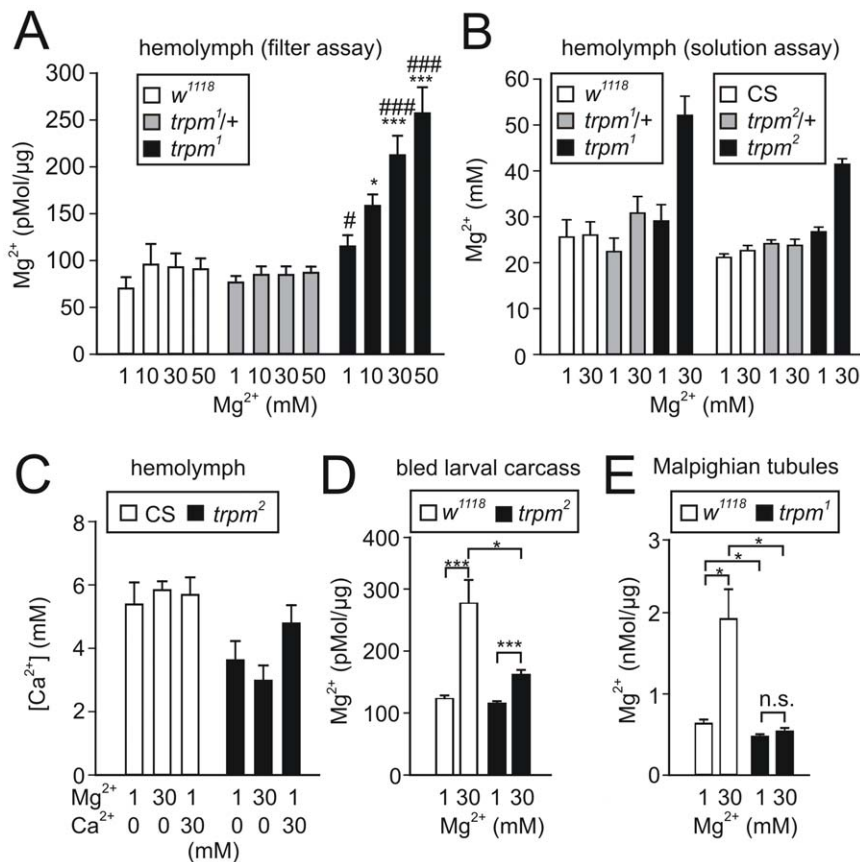 A
hemolymph (filter assay)
w¹¹¹⁸
trpm¹/+
trpm¹
Mg²⁺ (pMol/µg)
300
250
200
150
100
50
0
#
*
###
***
###
***
1 10 30 50 1 10 30 50 1 10 30 50
Mg²⁺ (mM)
B
hemolymph (solution assay)
w¹¹¹⁸
trpm¹/+
trpm¹
CS
trpm²/+
trpm²
Mg²⁺ (mM)
60
50
40
30
20
10
0
1 30 1 30 1 30 1 30 1 30 1 30
Mg²⁺ (mM)
C
hemolymph
CS trpm²
[Ca²⁺] (mM)
8
6
4
2
0
Mg²⁺ 1 30 1 1 30 1
Ca²⁺ 0 0 30 0 0 30
(mM)
D
bled larval carcass
w¹¹¹⁸ trpm²
Mg²⁺ (pMol/µg)
400
300
200
100
0
*
***
***
1 30 1 30
Mg²⁺ (mM)
E
Malpighian tubules
w¹¹¹⁸ trpm¹
Mg²⁺ (nMol/µg)
3
2
1
0
*
*
*
n.s.
1 30 1 30
Mg²⁺ (mM)